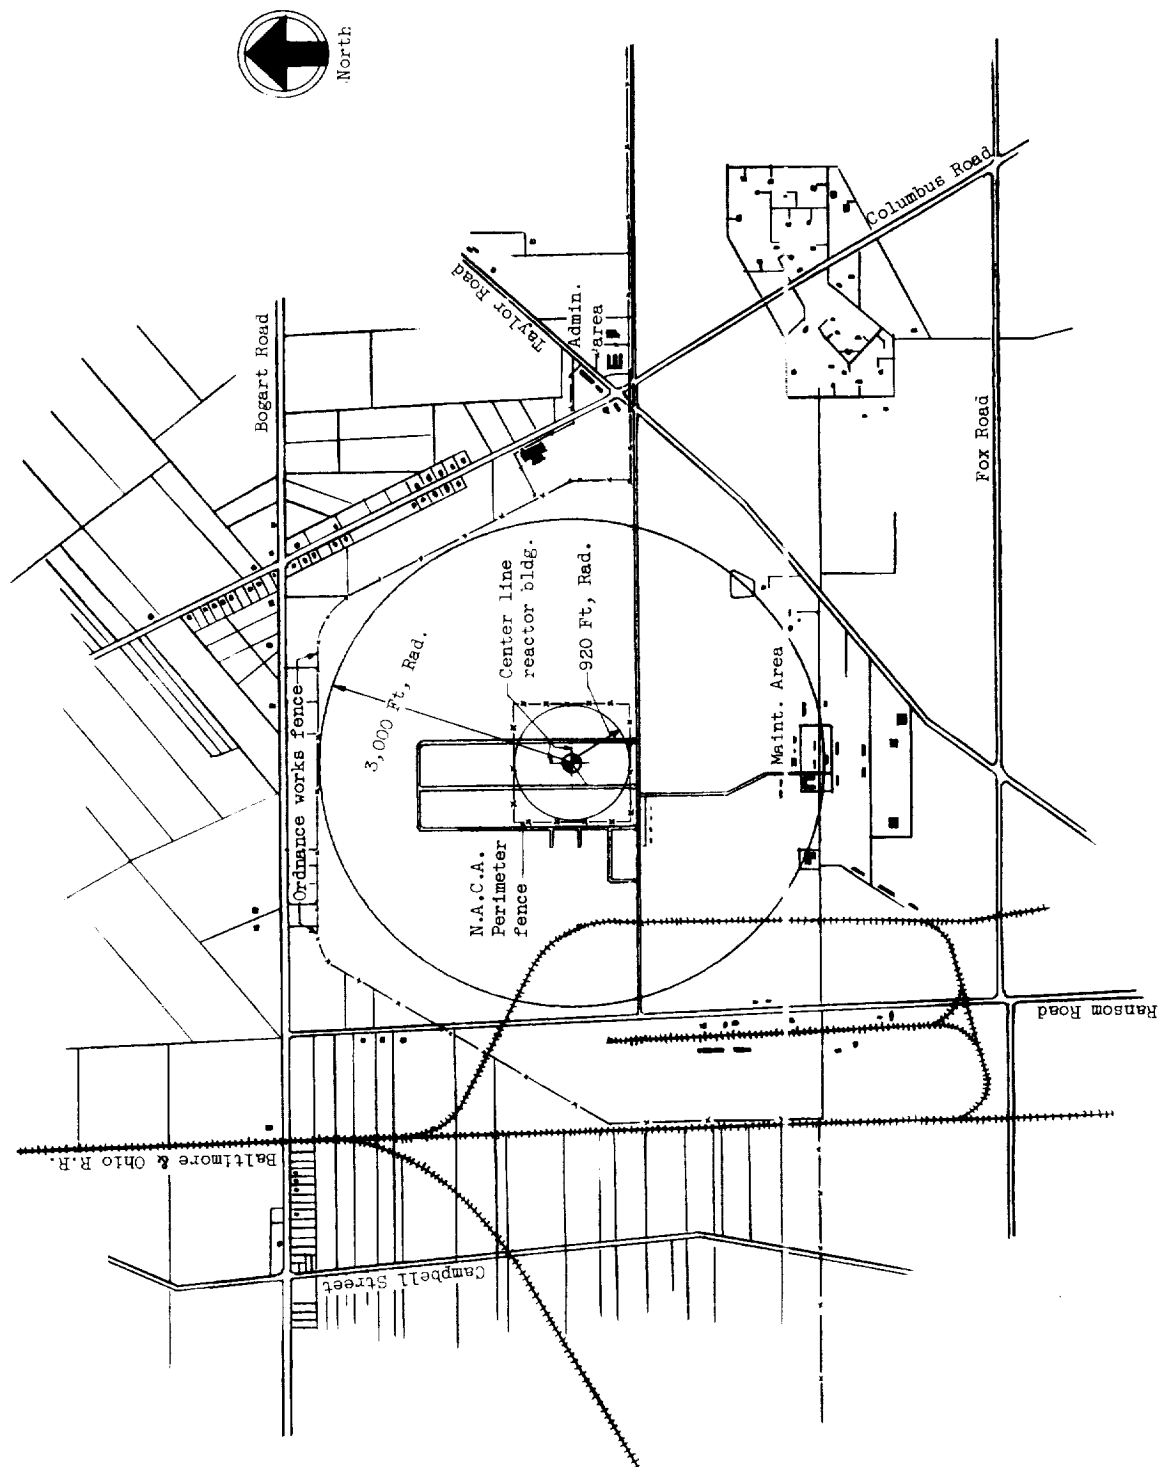 North
Bogart Road
Taylor Road
Admin.
area
Columbus Road
Fox Road
Ordnance works fence
3,000 Ft, Rad.
Center line
reactor bldg.
920 Ft, Rad.
Maint. Area
N.A.C.A.
Perimeter
fence
Ransom
Road
Baltimore & Ohio R.R.
Campbell Street